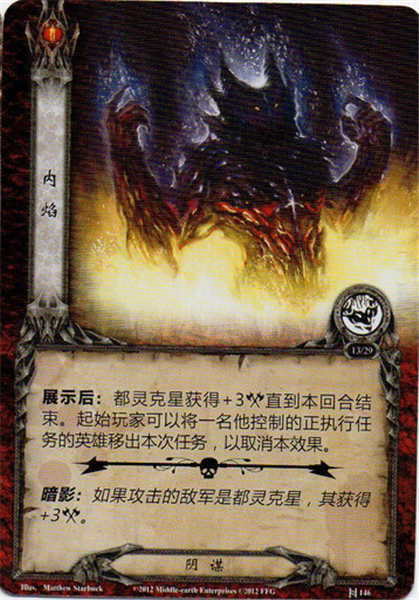 内焰
13/29
展示后：都灵克星获得+3直到本回合结
束。起始玩家可以将一名他控制的正执行任
务的英雄移出本次任务，以取消本效果。
暗影：如果攻击的敌军是都灵克星，其获得
+3。
阴谋
Illus. Matthew Starbuck ©2012 Middle-earth Enterprises ©2012 FFG 146